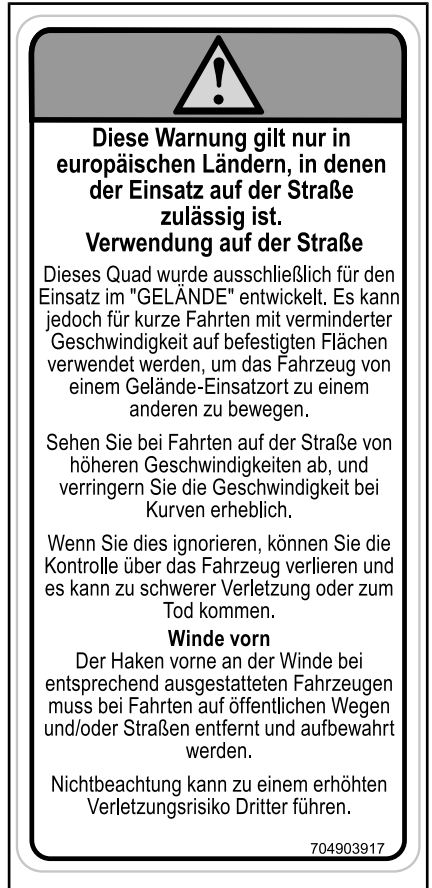 Diese Warnung gilt nur in
europäischen Ländern, in denen
der Einsatz auf der Straße
zulässig ist.
Verwendung auf der Straße
Dieses Quad wurde ausschließlich für den
Einsatz im "GELÄNDE" entwickelt. Es kann
jedoch für kurze Fahrten mit verminderter
Geschwindigkeit auf befestigten Flächen
verwendet werden, um das Fahrzeug von
einem Gelände-Einsatzort zu einem
anderen zu bewegen.
Sehen Sie bei Fahrten auf der Straße von
höheren Geschwindigkeiten ab, und
verringern Sie die Geschwindigkeit bei
Kurven erheblich.
Wenn Sie dies ignorieren, können Sie die
Kontrolle über das Fahrzeug verlieren und
es kann zu schwerer Verletzung oder zum
Tod kommen.
Winde vorn
Der Haken vorne an der Winde bei
entsprechend ausgestatteten Fahrzeugen
muss bei Fahrten auf öffentlichen Wegen
und/oder Straßen entfernt und aufbewahrt
werden.
Nichtbeachtung kann zu einem erhöhten
Verletzungsrisiko Dritter führen.
704903917